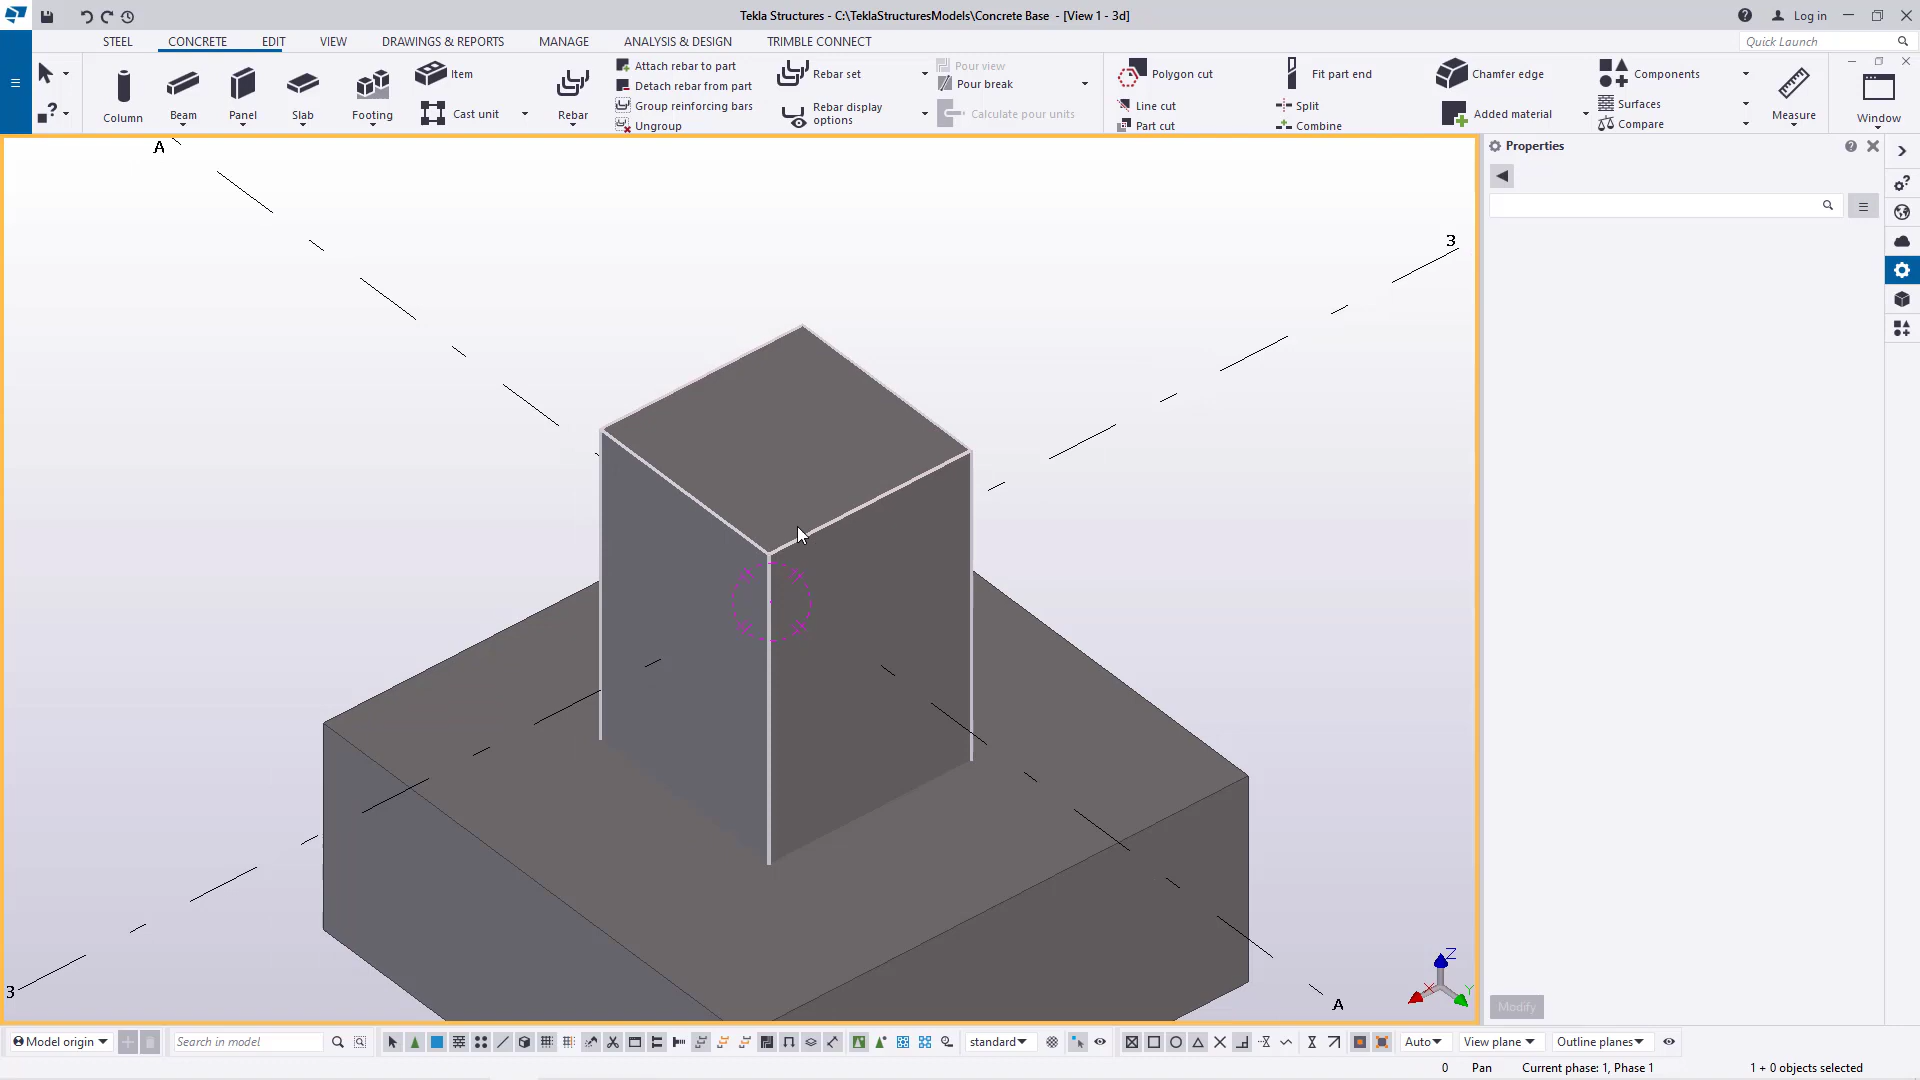 Tekla Structures - C:\TeklaStructuresModels\Concrete Base - [View 1 - 3d]
Log in
STEEL CONCRETE EDIT VIEW DRAWINGS & REPORTS MANAGE ANALYSIS & DESIGN TRIMBLE CONNECT
Quick Launch
Column
Beam
Panel
Slab
Footing
Item
Cast unit
Rebar
Attach rebar to part
Detach rebar from part
Group reinforcing bars
Ungroup
Rebar set
Rebar display
options
Pour view
Pour break
Calculate pour units
Polygon cut
Line cut
Part cut
Fit part end
Split
Combine
Chamfer edge
Added material
Components
Surfaces
Compare
Measure
Window
Properties
A
3
3
A
Z
Y
X
Modify
Model origin
Search in model
standard
Auto
View plane
Outline planes
0 Pan Current phase: 1, Phase 1 1 + 0 objects selected